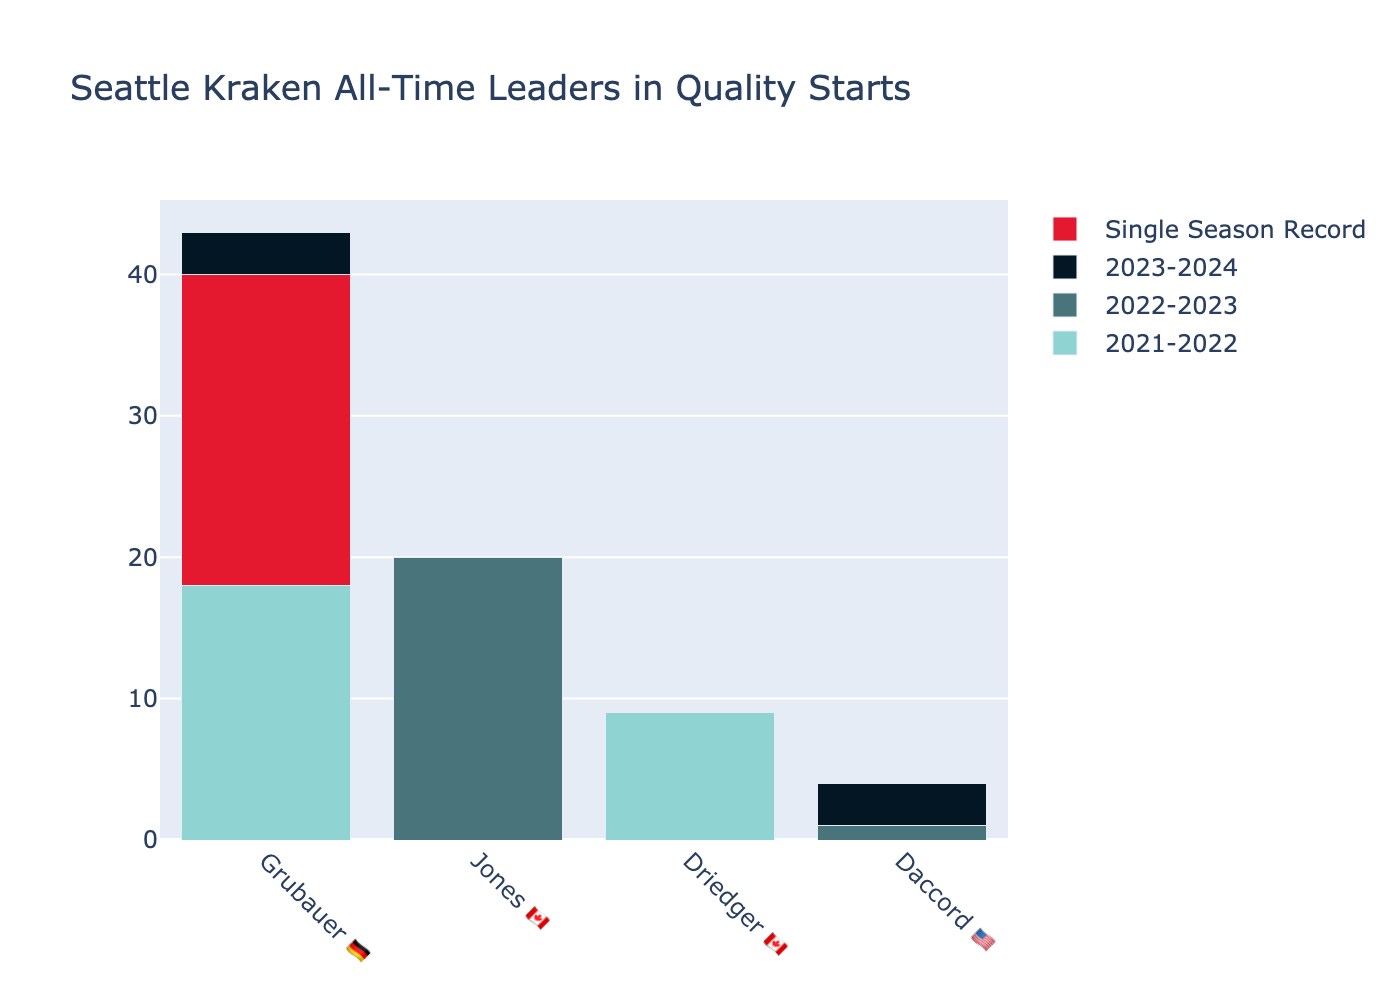 Seattle Kraken All-Time Leaders in Quality Starts
Single Season Record
2023-2024
2022-2023
2021-2022
40
30
20
10
0
Grubauer 🇩🇪
Jones 🇨🇦
Driedger 🇨🇦
Daccord 🇺🇸